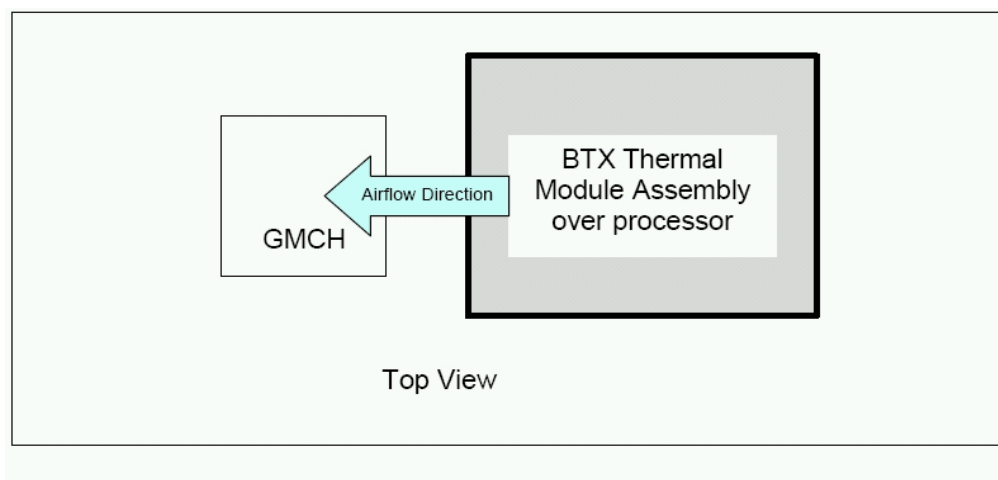 BTX Thermal
Module Assembly
over processor
Airflow Direction
GMCH
Top View